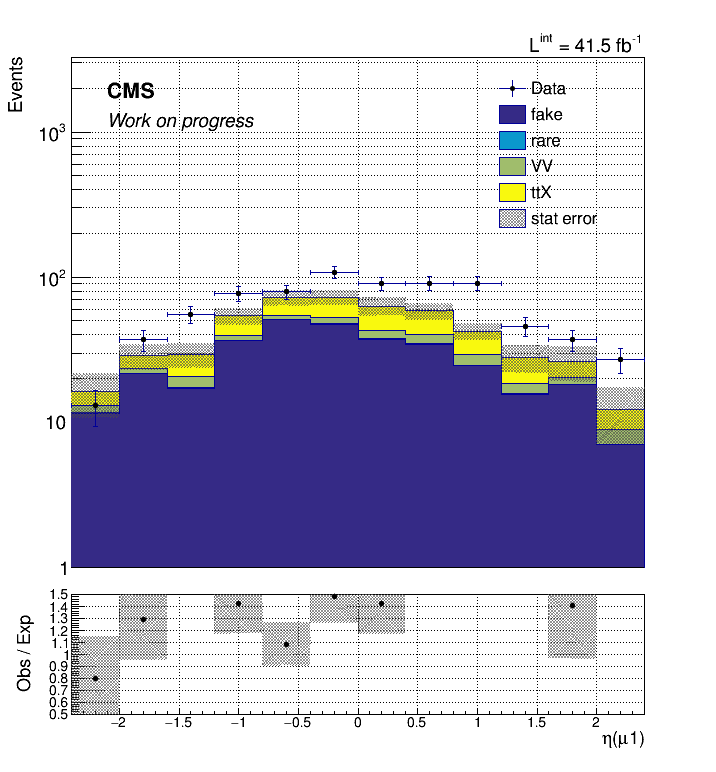 L^int = 41.5 fb^-1
Events
CMS
Work on progress
Data
fake
rare
VV
ttX
stat error
10^3
10^2
10
1
Obs / Exp
1.5
1.4
1.3
1.2
1.1
1
0.9
0.8
0.7
0.6
0.5
−2 −1.5 −1 −0.5 0 0.5 1 1.5 2
η(μ1)